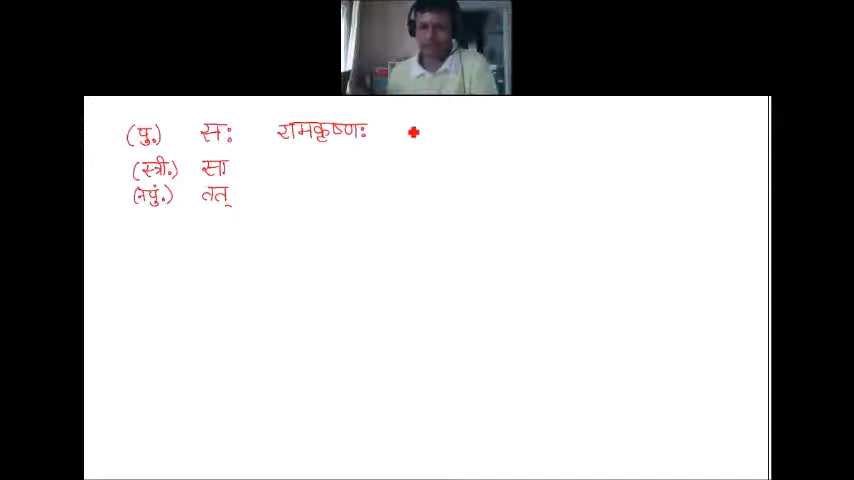 (पु.) सः रामकृष्णः
(स्त्री.) सा
(नपुं.) तत्